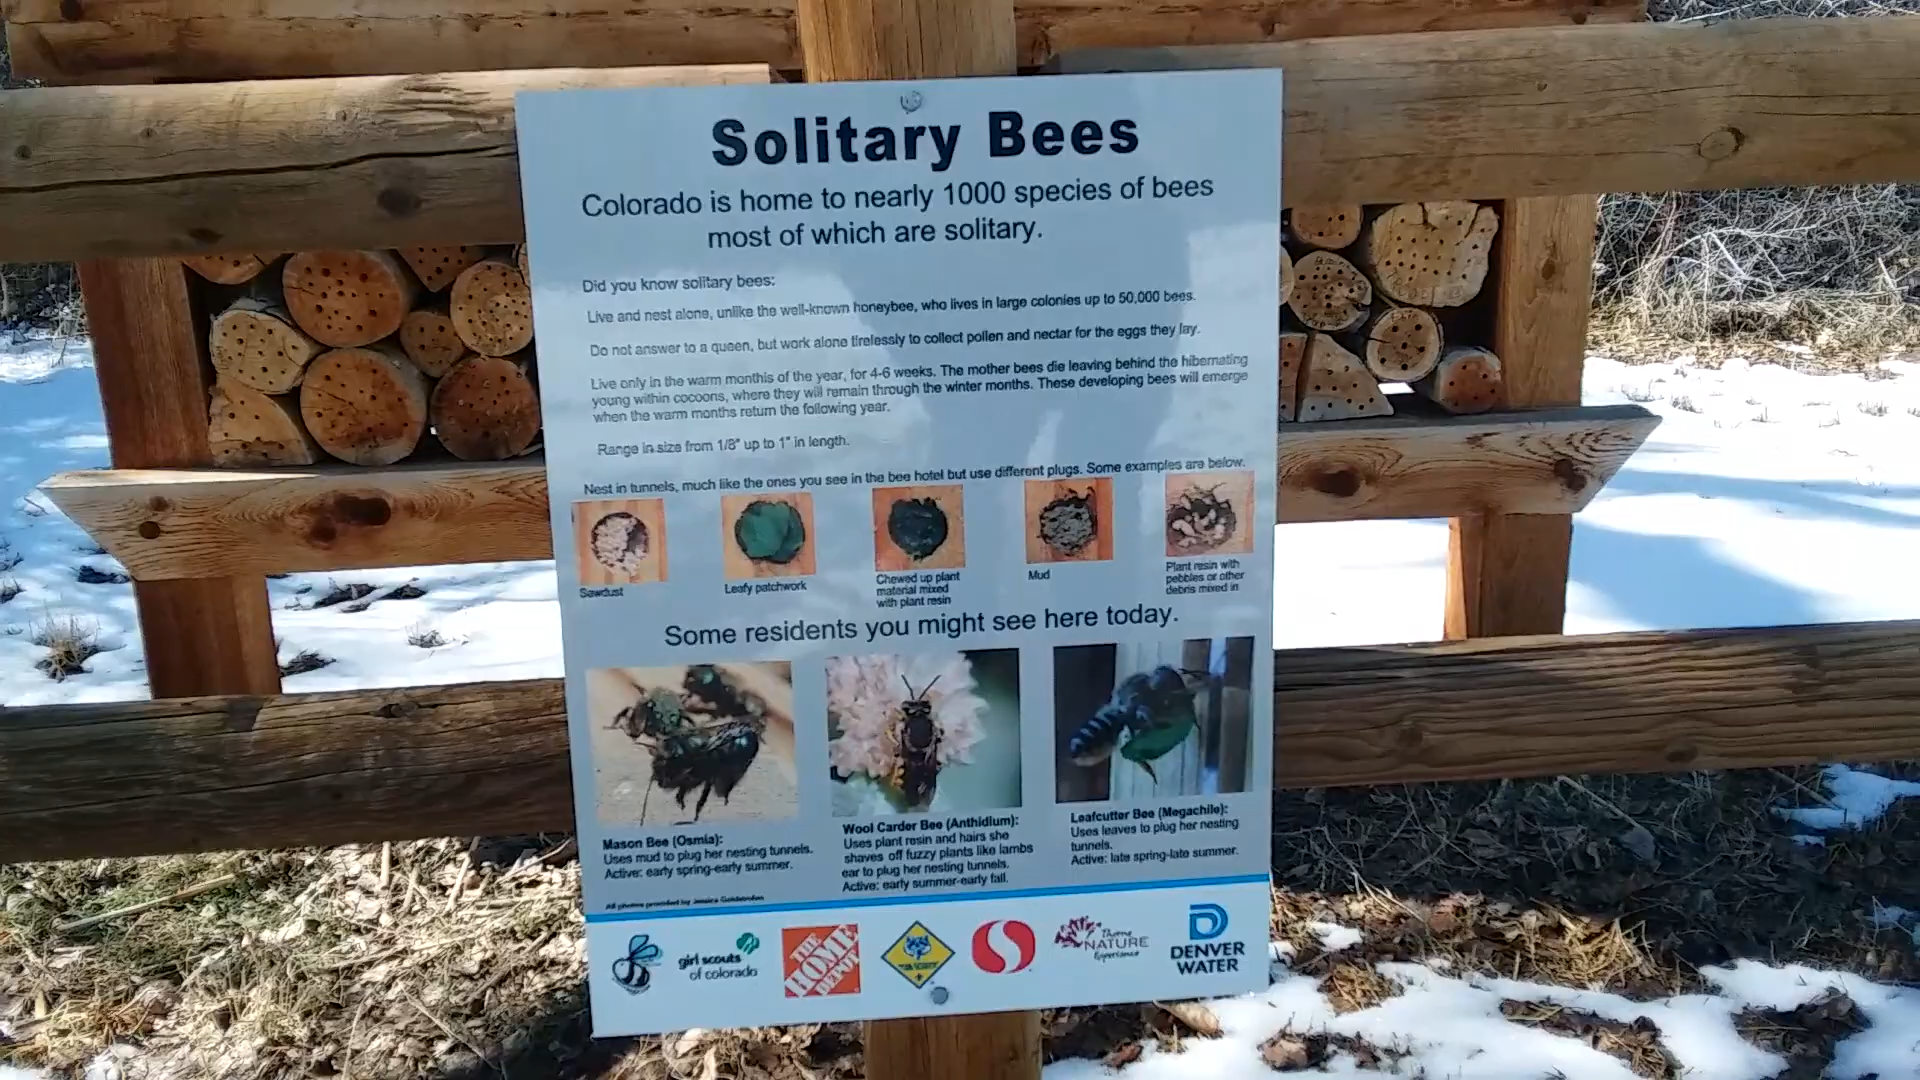 Solitary Bees
Colorado is home to nearly 1000 species of bees
most of which are solitary.
Did you know solitary bees:
Live and nest alone, unlike the well-known honeybee, who lives in large colonies up to 50,000 bees.
Do not answer to a queen, but work alone tirelessly to collect pollen and nectar for the eggs they lay.
Live only in the warm monthis of the year, for 4-6 weeks. The mother bees die leaving behind the hibernating
young within cocoons, where they will remain through the winter months. These developing bees will emerge
when the warm months return the following year.
Range in size from 1/8" up to 1" in length.
Nest in tunnels, much like the ones you see in the bee hotel but use different plugs. Some examples are below.
Sawdust
Leafy patchwork
Chewed up plant
material mixed
with plant resin
Mud
Plant resin with
pebbles or other
debris mixed in
Some residents you might see here today.
Mason Bee (Osmia):
Uses mud to plug her nesting tunnels.
Active: early spring-early summer.
Wool Carder Bee (Anthidium):
Uses plant resin and hairs she
shaves off fuzzy plants like lambs
ear to plug her nesting tunnels.
Active: early summer-early fall.
Leafcutter Bee (Megachile):
Uses leaves to plug her nesting
tunnels.
Active: late spring-late summer.
All photos provided by Jessica
girl scouts
of colorado
THE
HOME
DEPOT
CUB SCOUTS
Thorne
NATURE
Experience
DENVER
WATER